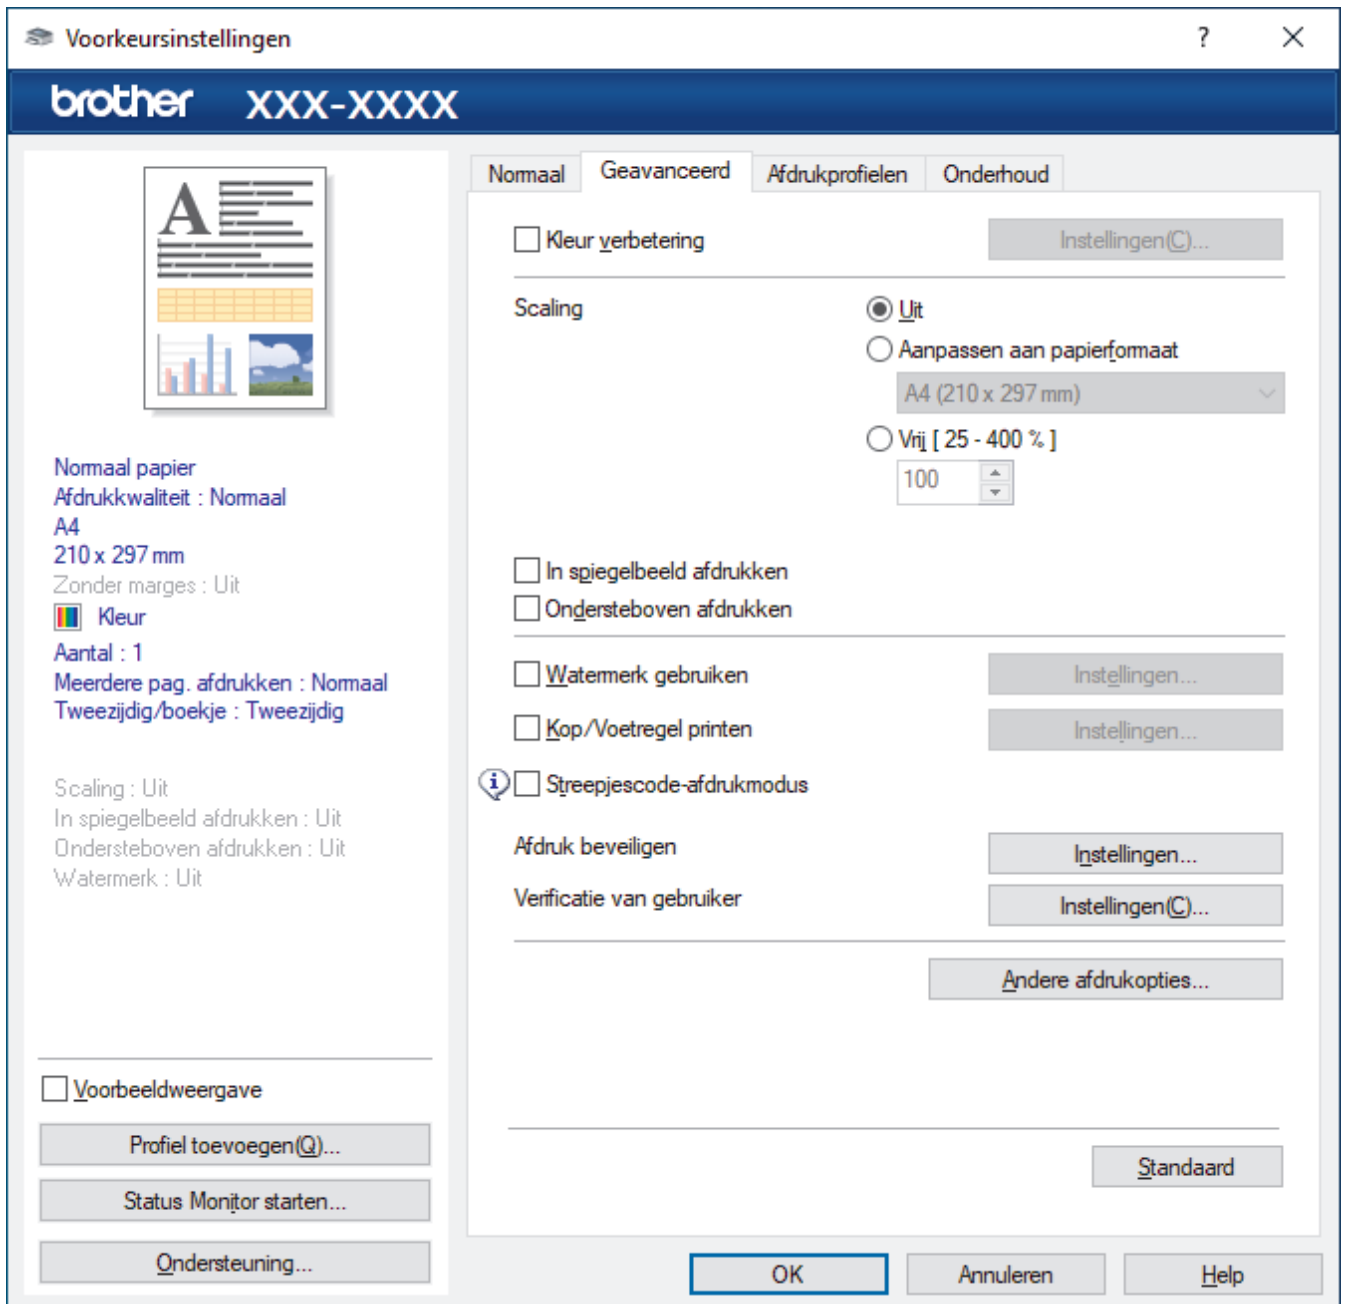 Voorkeursinstellingen
?
brother XXX-XXXX
A
Normaal papier
Afdrukkwaliteit : Normaal
A4
210 x 297 mm
Zonder marges : Uit
Kleur
Aantal : 1
Meerdere pag. afdrukken : Normaal
Tweezijdig/boekje : Tweezijdig
Scaling : Uit
In spiegelbeeld afdrukken : Uit
Ondersteboven afdrukken : Uit
Watermerk : Uit
Voorbeeldweergave
Profiel toevoegen(Q)...
Status Monitor starten...
Ondersteuning...
Normaal Geavanceerd Afdrukprofielen Onderhoud
Kleur verbetering Instellingen(C)...
Scaling Uit
Aanpassen aan papierformaat
A4 (210 x 297 mm)
Vrij [ 25 - 400 % ]
100
In spiegelbeeld afdrukken
Ondersteboven afdrukken
Watermerk gebruiken Instellingen...
Kop/Voetregel printen Instellingen...
Streepjescode-afdrukmodus
Afdruk beveiligen Instellingen...
Verificatie van gebruiker Instellingen(C)...
Andere afdrukopties...
Standaard
OK Annuleren Help